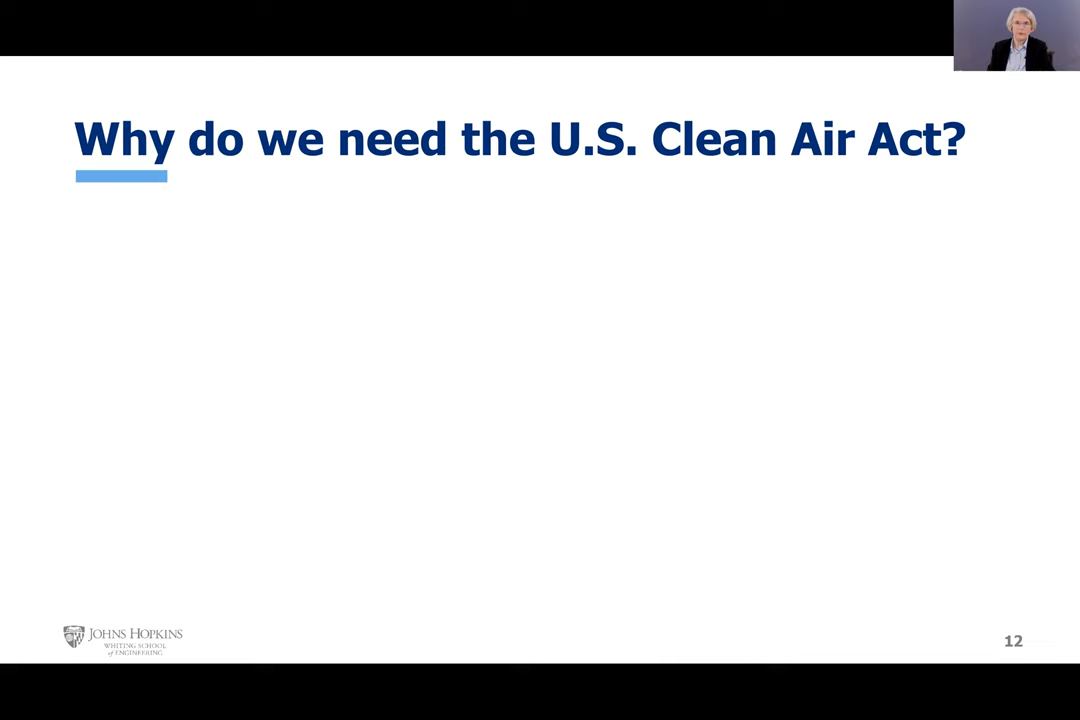 Why do we need the U.S. Clean Air Act?
JOHNS HOPKINS
WHITING SCHOOL
of ENGINEERING
12